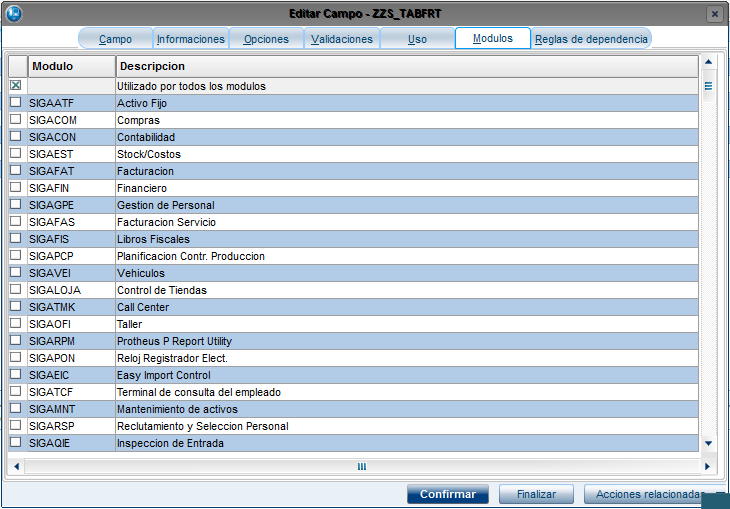 Editar Campo - ZZS_TABFRT
Campo Informaciones Opciones Validaciones Uso Modulos Reglas de dependencia
Modulo Descripcion
Utilizado por todos los modulos
SIGAATF Activo Fijo
SIGACOM Compras
SIGACON Contabilidad
SIGAEST Stock/Costos
SIGAFAT Facturacion
SIGAFIN Financiero
SIGAGPE Gestion de Personal
SIGAFAS Facturacion Servicio
SIGAFIS Libros Fiscales
SIGAPCP Planificacion Contr. Produccion
SIGAVEI Vehiculos
SIGALOJA Control de Tiendas
SIGATMK Call Center
SIGAOFI Taller
SIGARPM Protheus P Report Utility
SIGAPON Reloj Registrador Elect.
SIGAEIC Easy Import Control
SIGATCF Terminal de consulta del empleado
SIGAMNT Mantenimiento de activos
SIGARSP Reclutamiento y Seleccion Personal
SIGAQIE Inspeccion de Entrada
Confirmar Finalizar Acciones relacionadas